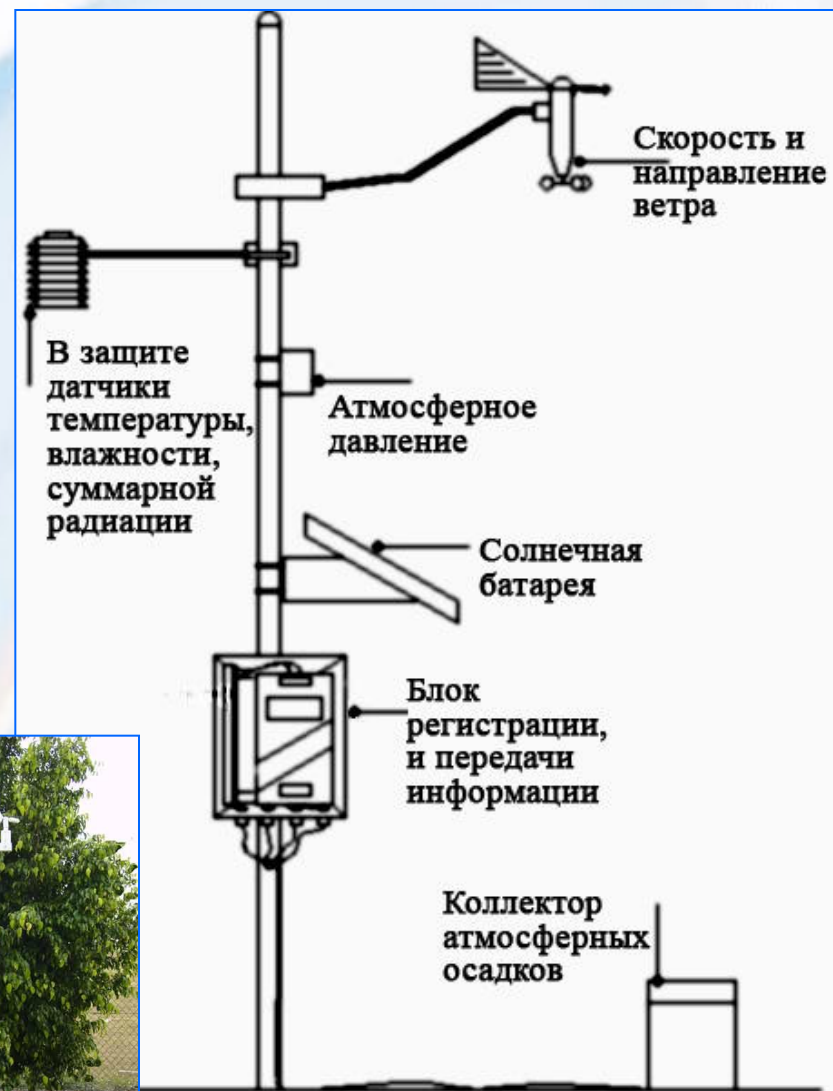 Скорость и
направление
ветра
В защите
датчики
температуры,
влажности,
суммарной
радиации
Атмосферное
давление
Солнечная
батарея
Блок
регистрации,
и передачи
информации
Коллектор
атмосферных
осадков